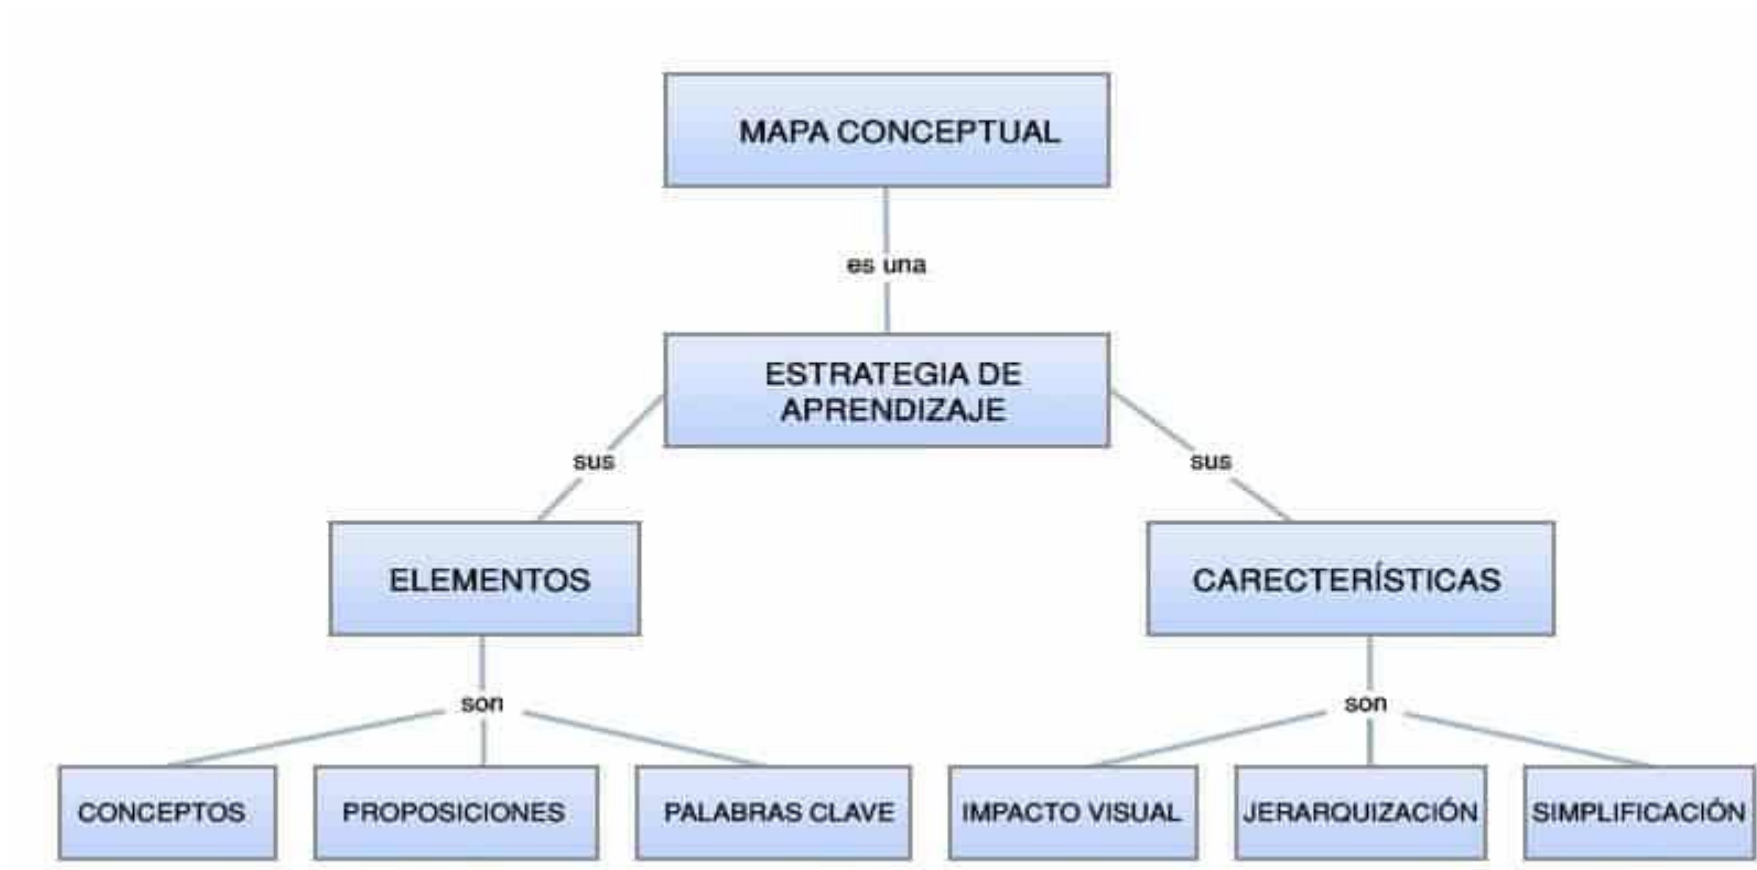 MAPA CONCEPTUAL
es una
ESTRATEGIA DE
APRENDIZAJE
sus
sus
ELEMENTOS
CARECTERÍSTICAS
son
son
CONCEPTOS
PROPOSICIONES
PALABRAS CLAVE
IMPACTO VISUAL
JERARQUIZACIÓN
SIMPLIFICACIÓN